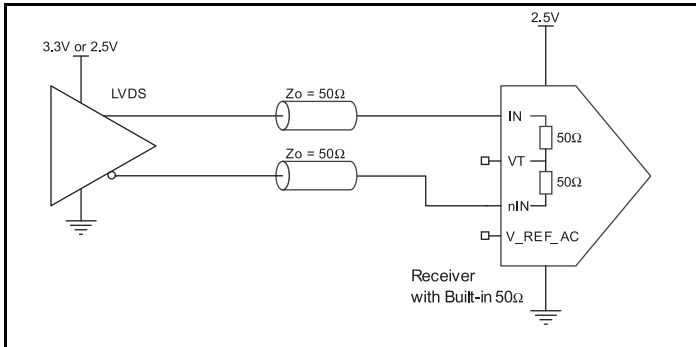 2.5V
3.3V or 2.5V
LVDS
Zo = 50Ω
IN
50Ω
Zo = 50Ω
VT
50Ω
nIN
V_REF_AC
Receiver
with Built-in 50Ω